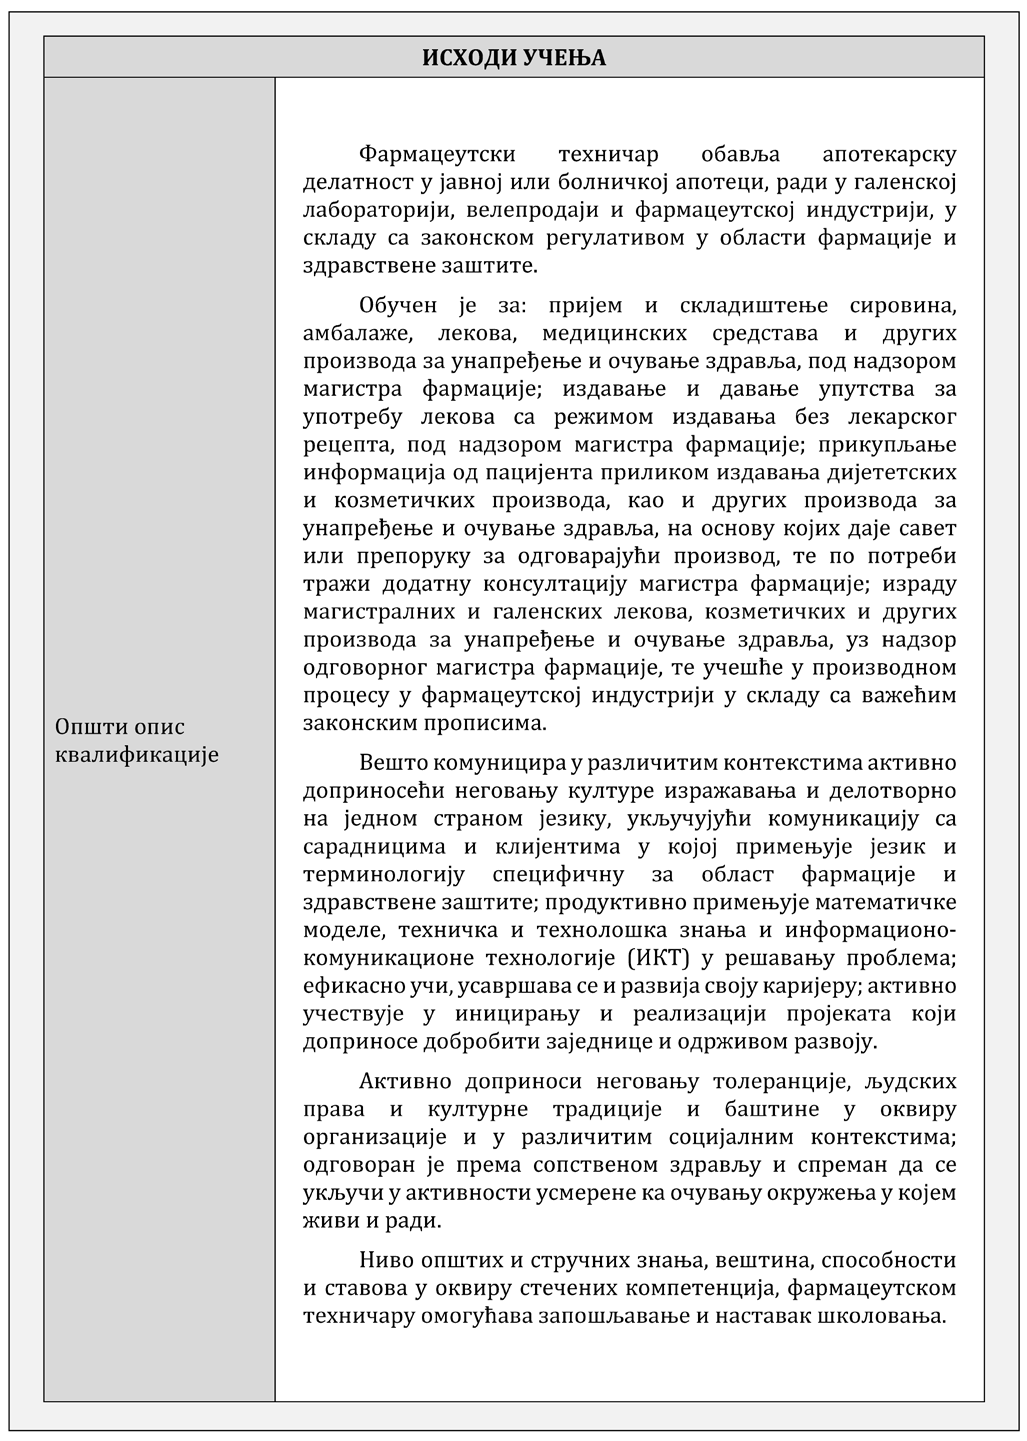 ИСХОДИ УЧЕЊА
Општи опис
квалификације
Фармацеутски техничар обавља апотекарску
делатност у јавној или болничкој апотеци, ради у галенској
лабораторији, велепродаји и фармацеутској индустрији, у
складу са законском регулативом у области фармације и
здравствене заштите.
Обучен је за: пријем и складиштење сировина,
амбалаже, лекова, медицинских средстава и других
производа за унапређење и очување здравља, под надзором
магистра фармације; издавање и давање упутства за
употребу лекова са режимом издавања без лекарског
рецепта, под надзором магистра фармације; прикупљање
информација од пацијента приликом издавања дијететских
и козметичких производа, као и других производа за
унапређење и очување здравља, на основу којих даје савет
или препоруку за одговарајући производ, те по потреби
тражи додатну консултацију магистра фармације; израду
магистралних и галенских лекова, козметичких и других
производа за унапређење и очување здравља, уз надзор
одговорног магистра фармације, те учешће у производном
процесу у фармацеутској индустрији у складу са важећим
законским прописима.
Вешто комуницира у различитим контекстима активно
доприносећи неговању културе изражавања и делотворно
на једном страном језику, укључујући комуникацију са
сарадницима и клијентима у којој примењује језик и
терминологију специфичну за област фармације и
здравствене заштите; продуктивно примењује математичке
моделе, техничка и технолошка знања и информационо-
комуникационе технологије (ИКТ) у решавању проблема;
ефикасно учи, усавршава се и развија своју каријеру; активно
учествује у иницирању и реализацији пројеката који
доприносе добробити заједнице и одрживом развоју.
Активно доприноси неговању толеранције, људских
права и културне традиције и баштине у оквиру
организације и у различитим социјалним контекстима;
одговоран је према сопственом здрављу и спреман да се
укључи у активности усмерене ка очувању окружења у којем
живи и ради.
Ниво општих и стручних знања, вештина, способности
и ставова у оквиру стечених компетенција, фармацеутском
техничару омогућава запошљавање и наставак школовања.